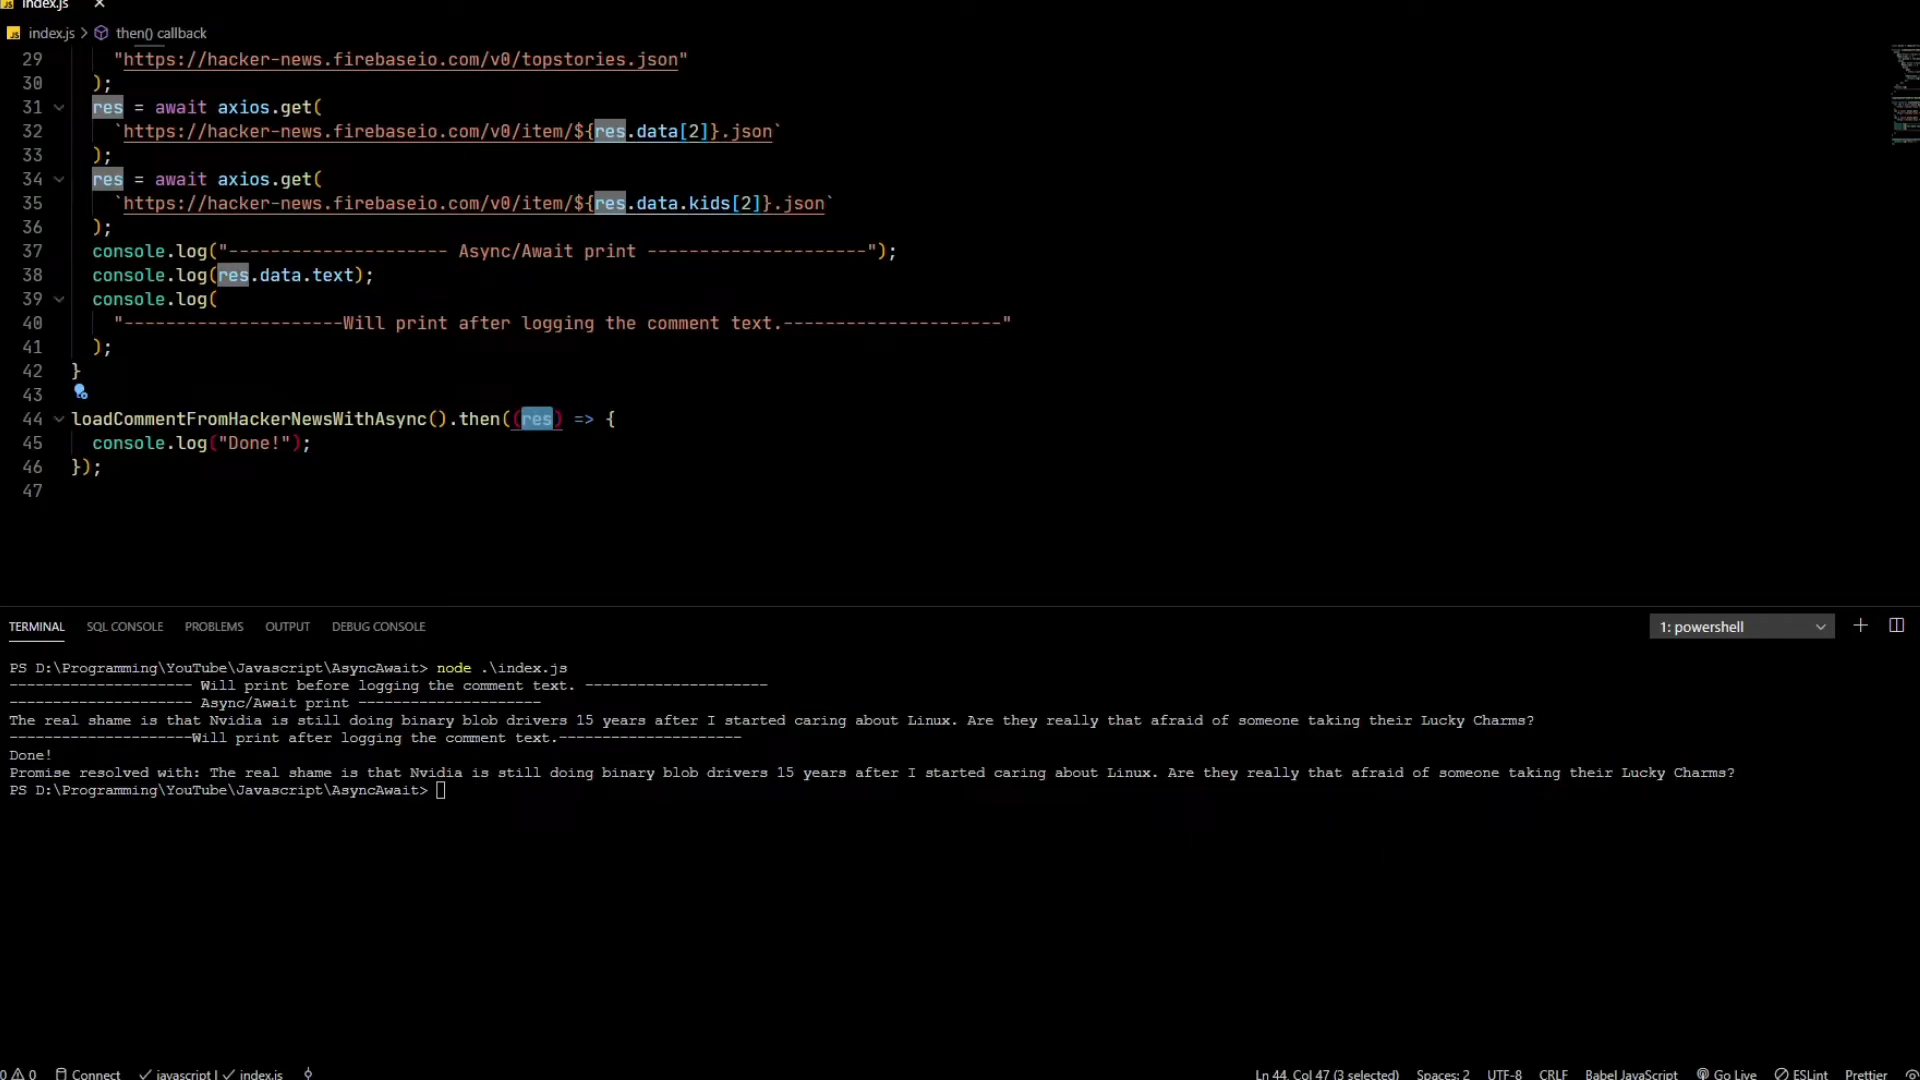 index.js
index.js > then() callback
29 "https://hacker-news.firebaseio.com/v0/topstories.json"
30 );
31 res = await axios.get(
32 `https://hacker-news.firebaseio.com/v0/item/${res.data[2]}.json`
33 );
34 res = await axios.get(
35 `https://hacker-news.firebaseio.com/v0/item/${res.data.kids[2]}.json`
36 );
37 console.log("--------------------- Async/Await print ---------------------");
38 console.log(res.data.text);
39 console.log(
40 "---------------------Will print after logging the comment text.---------------------"
41 );
42 }
43
44 loadCommentFromHackerNewsWithAsync().then((res) => {
45 console.log("Done!");
46 });
47
TERMINAL SQL CONSOLE PROBLEMS OUTPUT DEBUG CONSOLE 1: powershell
PS D:\Programming\YouTube\Javascript\AsyncAwait> node .\index.js
--------------------- Will print before logging the comment text. ---------------------
--------------------- Async/Await print ---------------------
The real shame is that Nvidia is still doing binary blob drivers 15 years after I started caring about Linux. Are they really that afraid of someone taking their Lucky Charms?
---------------------Will print after logging the comment text.---------------------
Done!
Promise resolved with: The real shame is that Nvidia is still doing binary blob drivers 15 years after I started caring about Linux. Are they really that afraid of someone taking their Lucky Charms?
PS D:\Programming\YouTube\Javascript\AsyncAwait>
0 0 Connect javascript | index.js Ln 44, Col 47 (3 selected) Spaces: 2 UTF-8 CRLF Babel JavaScript Go Live ESLint Prettier